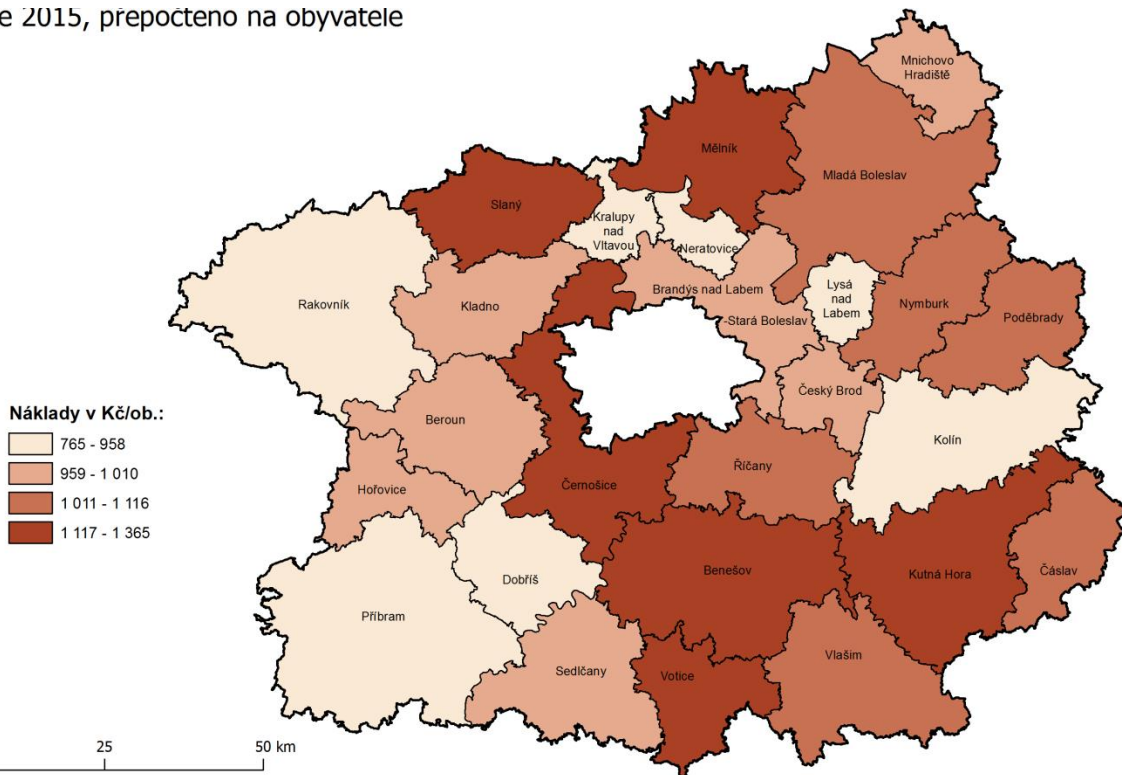 e 2015, přepočteno na obyvatele
Mnichovo
Hradiště
Mělník
Mladá Boleslav
Slaný
Kralupy
nad
Vltavou
Neratovice
Brandýs nad Labem
-Stará Boleslav
Lysá
nad
Labem
Nymburk
Poděbrady
Rakovník
Kladno
Český Brod
Beroun
Kolín
Říčany
Hořovice
Černošice
Náklady v Kč/ob.:
765 - 958
959 - 1 010
1 011 - 1 116
1 117 - 1 365
Dobříš
Benešov
Kutná Hora
Čáslav
Příbram
Sedlčany
Votice
Vlašim
25
50 km